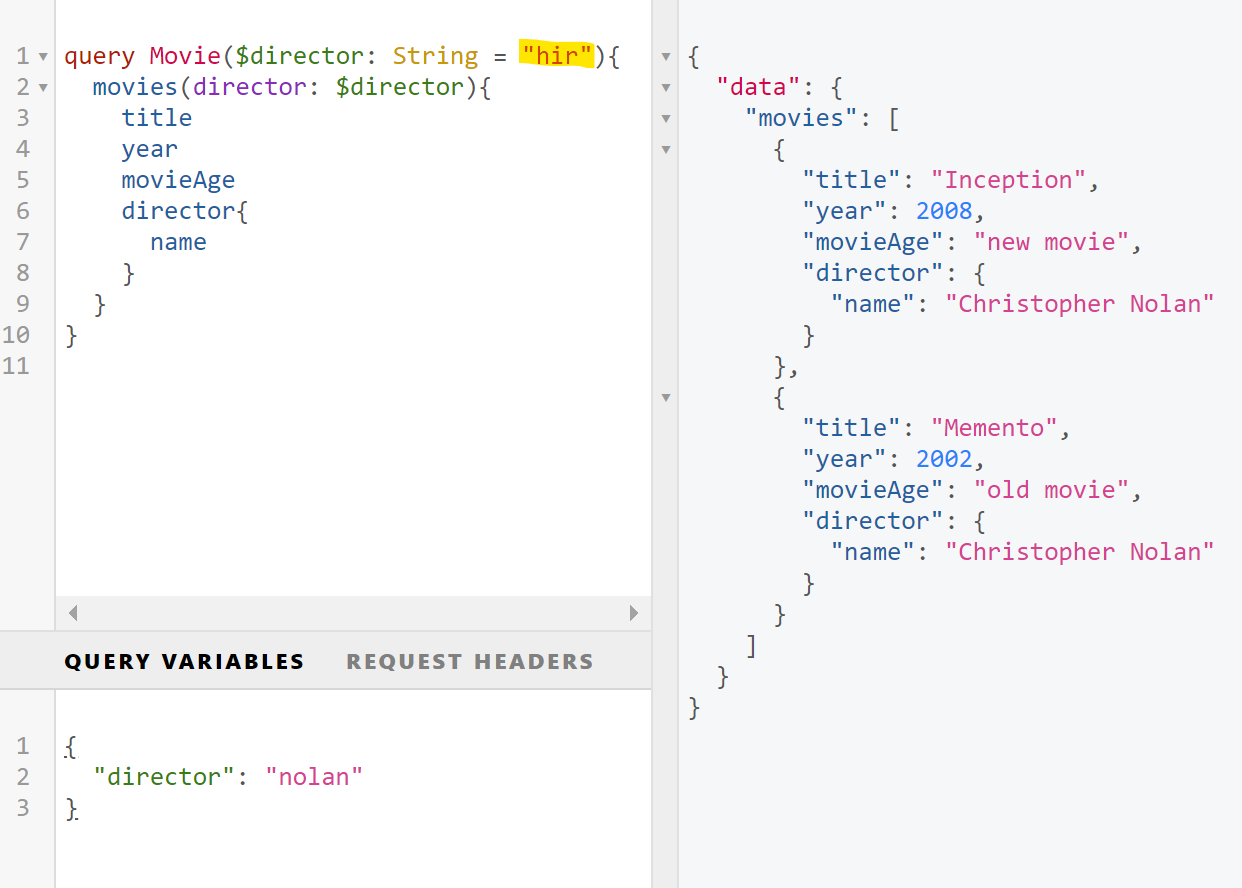 1 query Movie($director: String = "hir"){
2 movies(director: $director){
3 title
4 year
5 movieAge
6 director{
7 name
8 }
9 }
10 }
11
QUERY VARIABLES REQUEST HEADERS
1 {
2 "director": "nolan"
3 }
{
"data": {
"movies": [
{
"title": "Inception",
"year": 2008,
"movieAge": "new movie",
"director": {
"name": "Christopher Nolan"
}
},
{
"title": "Memento",
"year": 2002,
"movieAge": "old movie",
"director": {
"name": "Christopher Nolan"
}
}
]
}
}